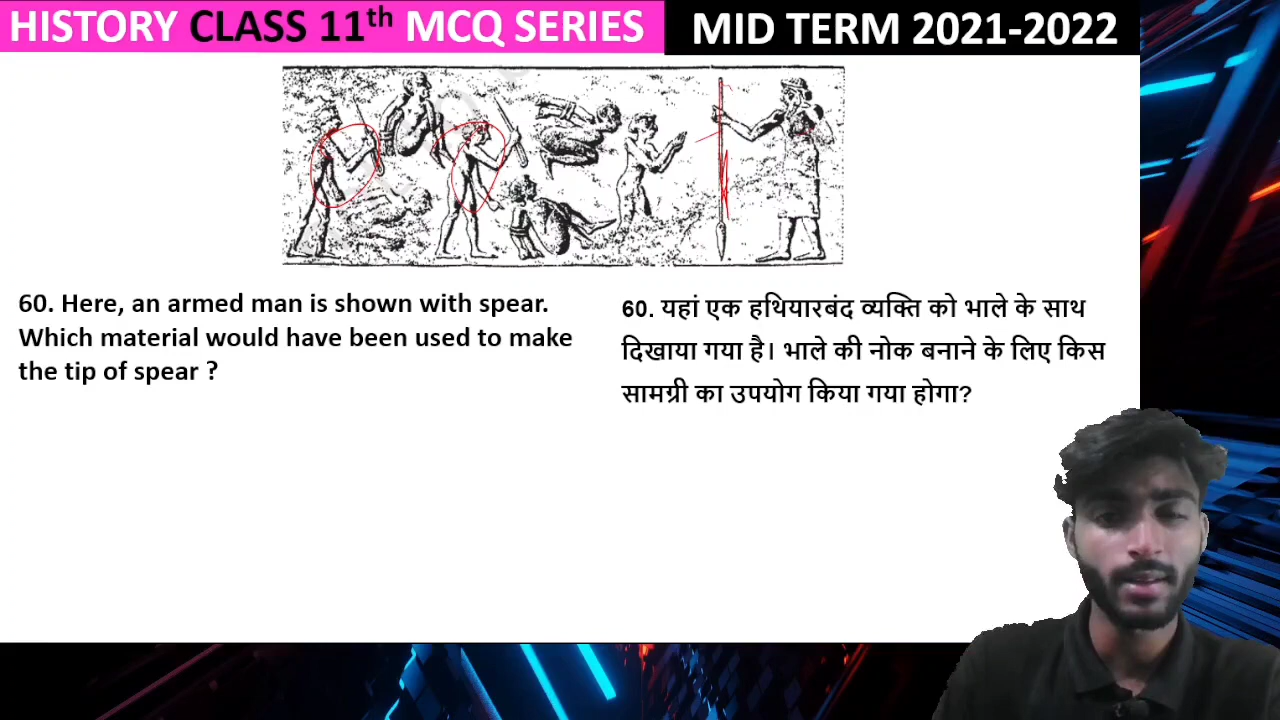 HISTORY CLASS 11th MCQ SERIES
MID TERM 2021-2022
60. Here, an armed man is shown with spear.
Which material would have been used to make
the tip of spear ?
60. यहां एक हथियारबंद व्यक्ति को भाले के साथ
दिखाया गया है। भाले की नोक बनाने के लिए किस
सामग्री का उपयोग किया गया होगा?